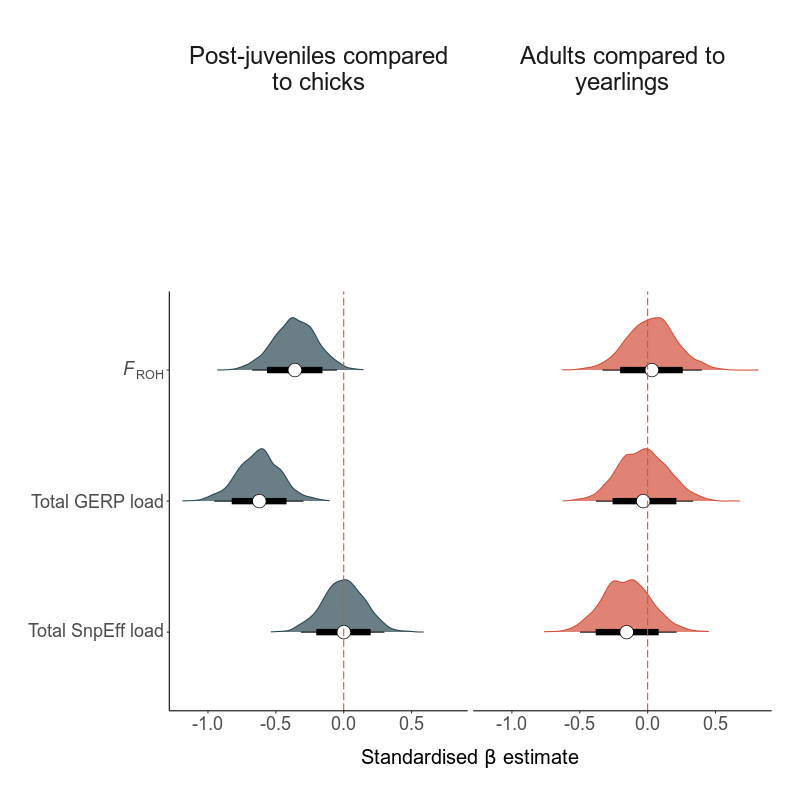 Post-juveniles compared
to chicks
Adults compared to
yearlings
F ROH
Total GERP load
Total SnpEff load
-1.0 -0.5 0.0 0.5 -1.0 -0.5 0.0 0.5
Standardised β estimate